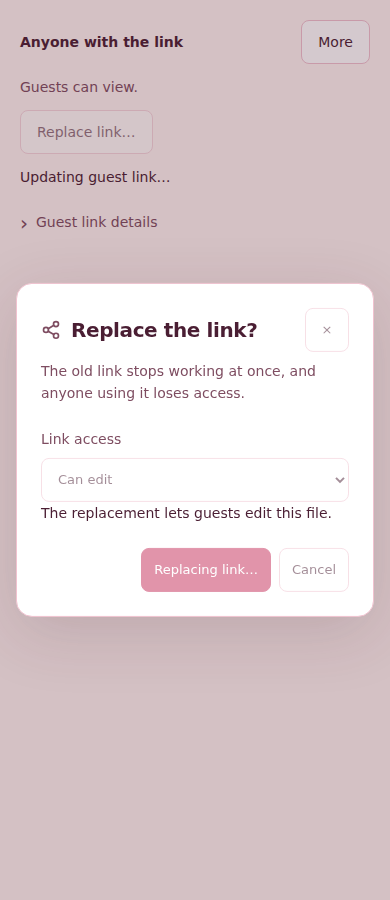 Anyone with the link
More
Guests can view.
Replace link…
Updating guest link…
Guest link details
Replace the link?
×
The old link stops working at once, and
anyone using it loses access.
Link access
Can edit
The replacement lets guests edit this file.
Replacing link…
Cancel